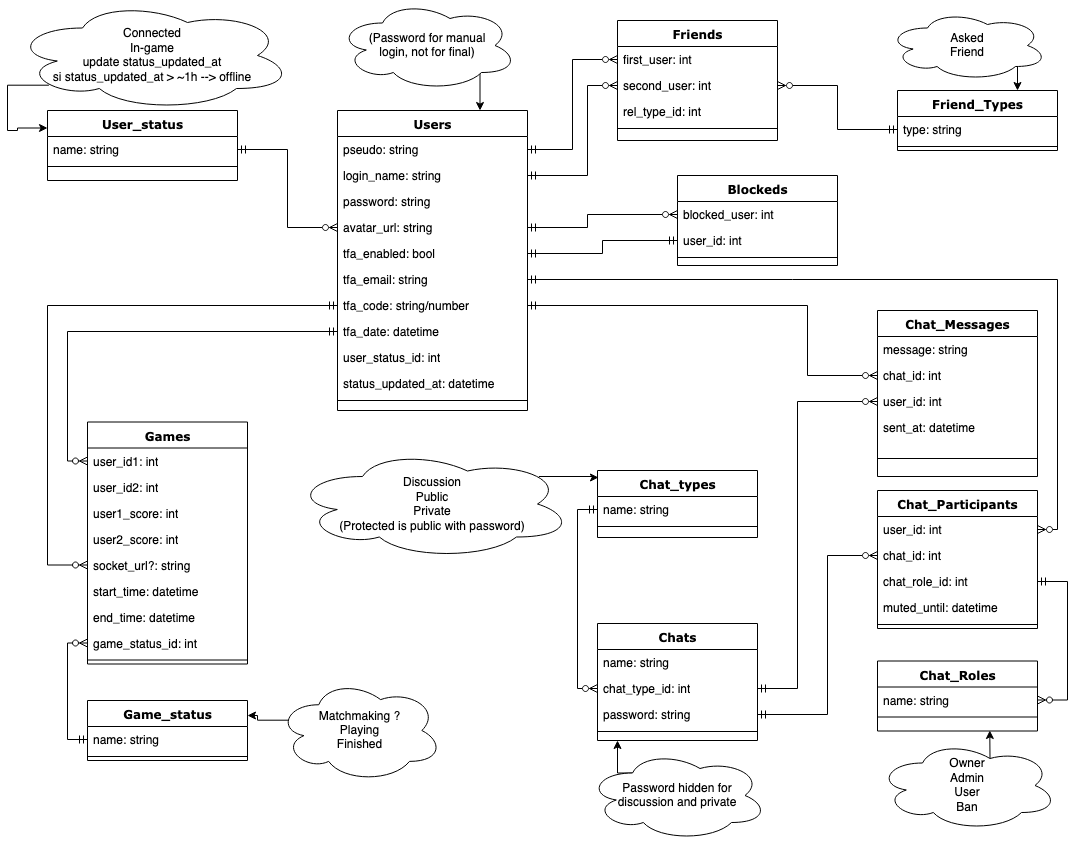 Connected
In-game
update status_updated_at
si status_updated_at > ~1h --> offline
User_status
name: string
(Password for manual
login, not for final)
Users
pseudo: string
login_name: string
password: string
avatar_url: string
tfa_enabled: bool
tfa_email: string
tfa_code: string/number
tfa_date: datetime
user_status_id: int
status_updated_at: datetime
Friends
first_user: int
second_user: int
rel_type_id: int
Asked
Friend
Friend_Types
type: string
Blockeds
blocked_user: int
user_id: int
Chat_Messages
message: string
chat_id: int
user_id: int
sent_at: datetime
Games
user_id1: int
user_id2: int
user1_score: int
user2_score: int
socket_url?: string
start_time: datetime
end_time: datetime
game_status_id: int
Discussion
Public
Private
(Protected is public with password)
Chat_types
name: string
Chat_Participants
user_id: int
chat_id: int
chat_role_id: int
muted_until: datetime
Chats
name: string
chat_type_id: int
password: string
Chat_Roles
name: string
Game_status
name: string
Matchmaking ?
Playing
Finished
Password hidden for
discussion and private
Owner
Admin
User
Ban